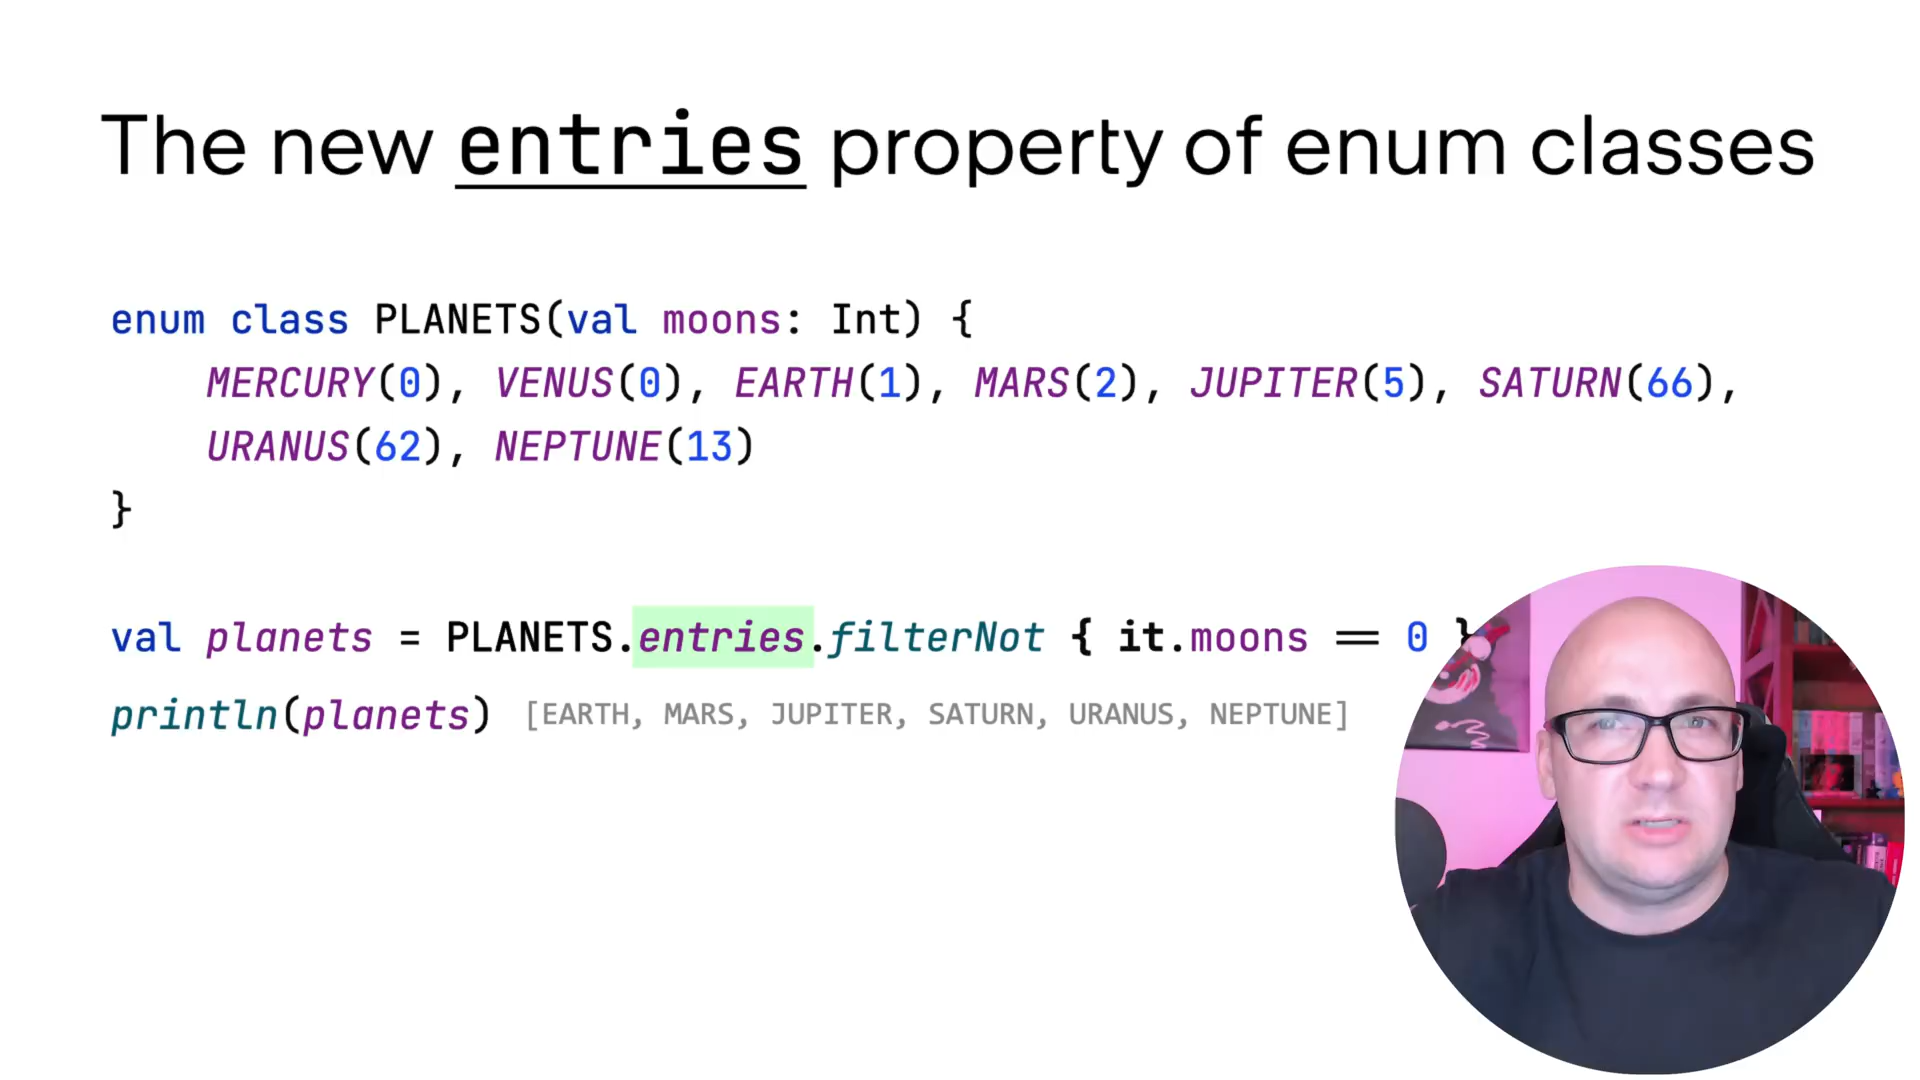 The new entries property of enum classes
enum class PLANETS(val moons: Int) {
MERCURY(0), VENUS(0), EARTH(1), MARS(2), JUPITER(5), SATURN(66),
URANUS(62), NEPTUNE(13)
}
val planets = PLANETS.entries.filterNot { it.moons == 0 }
println(planets) [EARTH, MARS, JUPITER, SATURN, URANUS, NEPTUNE]